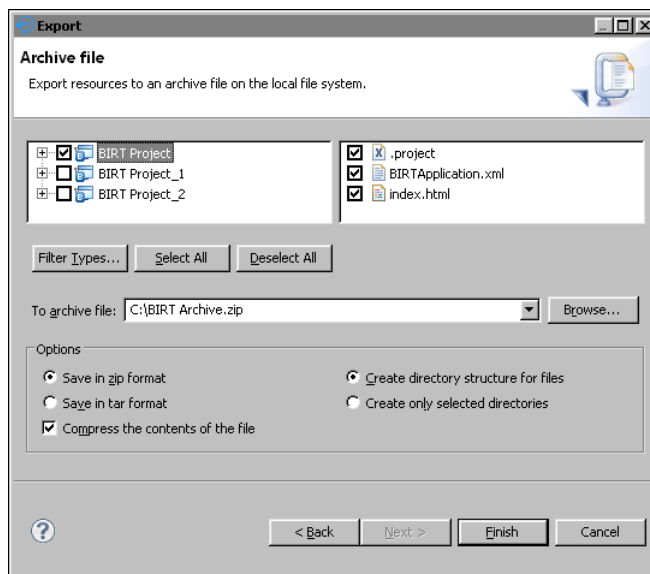 Export
Archive file
Export resources to an archive file on the local file system.
BIRT Project
BIRT Project_1
BIRT Project_2
.project
BIRTApplication.xml
index.html
Filter Types...
Select All
Deselect All
To archive file:
C:\BIRT Archive.zip
Browse...
Options
Save in zip format
Create directory structure for files
Save in tar format
Create only selected directories
Compress the contents of the file
?
< Back
Next >
Finish
Cancel